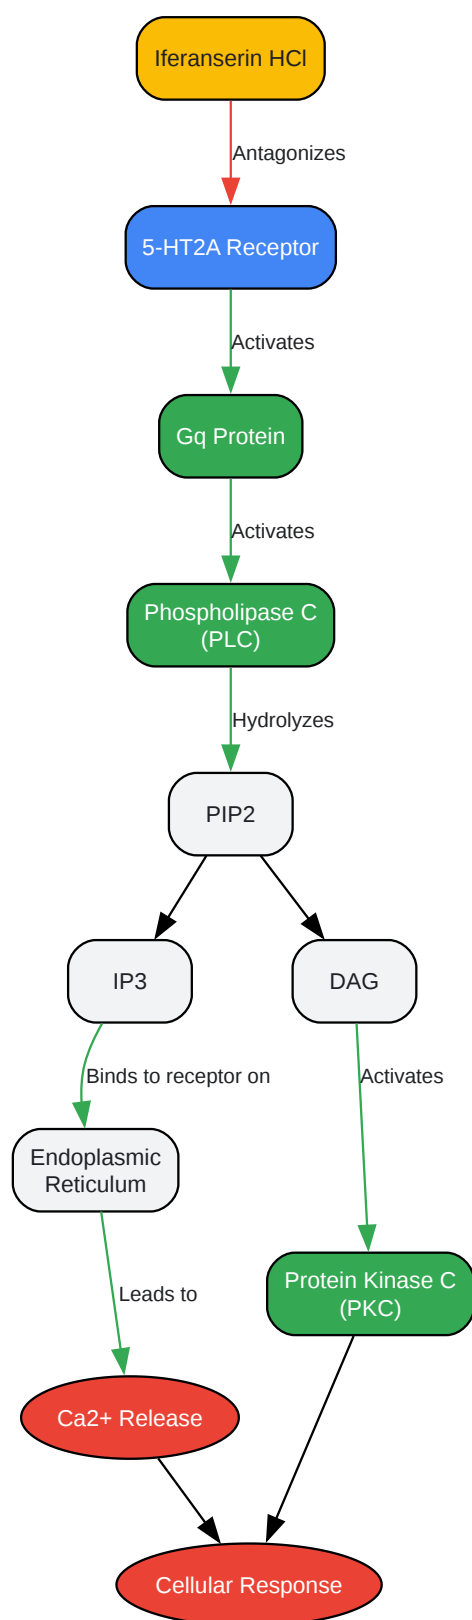 Iferanserin HCl
Antagonizes
5-HT2A Receptor
Activates
Gq Protein
Activates
Phospholipase C
(PLC)
Hydrolyzes
PIP2
IP3
DAG
Binds to receptor on
Activates
Endoplasmic
Reticulum
Protein Kinase C
(PKC)
Leads to
Ca2+ Release
Cellular Response